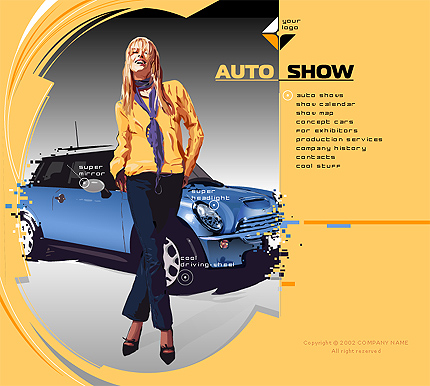 your
logo
AUTO SHOW
auto shows
show calendar
show map
concept cars
for exhibitors
production services
company history
contacts
cool stuff
super
mirror
super
headlight
cool
driving-wheel
Copyright © 2002 COMPANY NAME
All right reserved